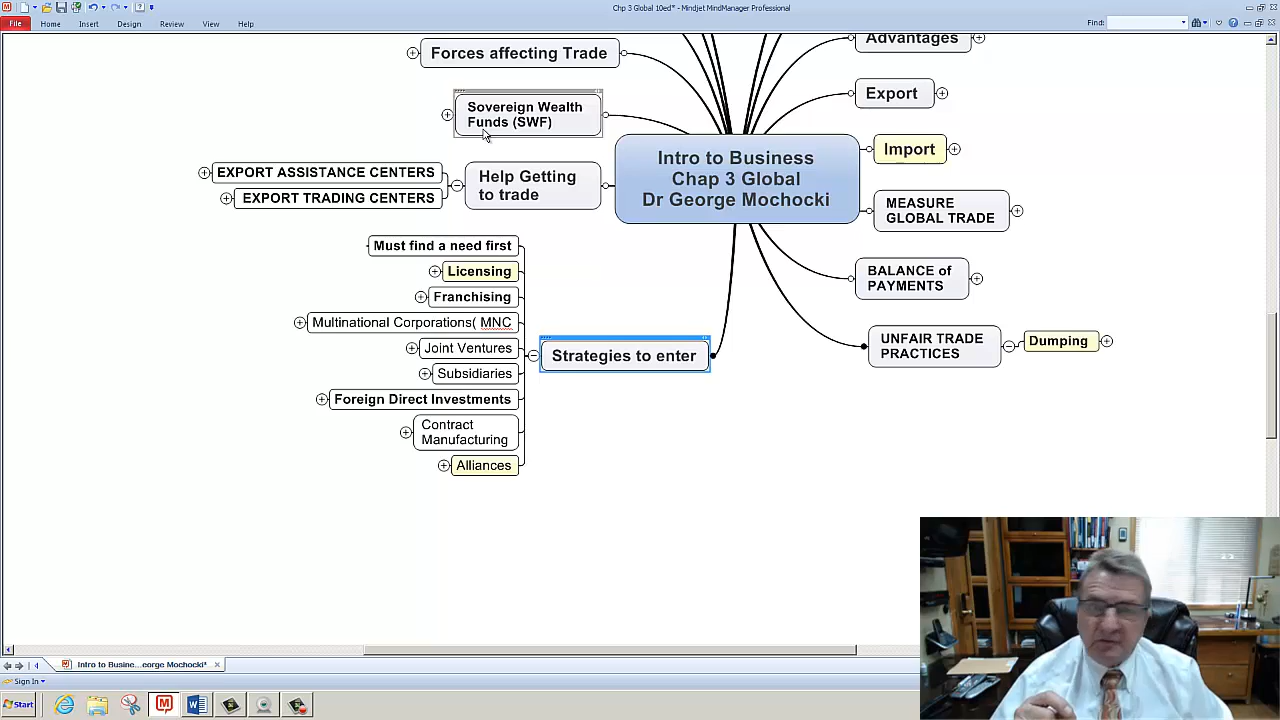 Chp 3 Global 10ed* - Mindjet MindManager Professional
File
Home
Insert
Design
Review
View
Help
Find:
Forces affecting Trade
Sovereign Wealth
Funds (SWF)
EXPORT ASSISTANCE CENTERS
EXPORT TRADING CENTERS
Help Getting
to trade
Must find a need first
Licensing
Franchising
Multinational Corporations( MNC
Joint Ventures
Subsidiaries
Foreign Direct Investments
Contract
Manufacturing
Alliances
Strategies to enter
Intro to Business
Chap 3 Global
Dr George Mochocki
Advantages
Export
Import
MEASURE
GLOBAL TRADE
BALANCE of
PAYMENTS
UNFAIR TRADE
PRACTICES
Dumping
Intro to Busine...eorge Mochocki*
Sign In
Start